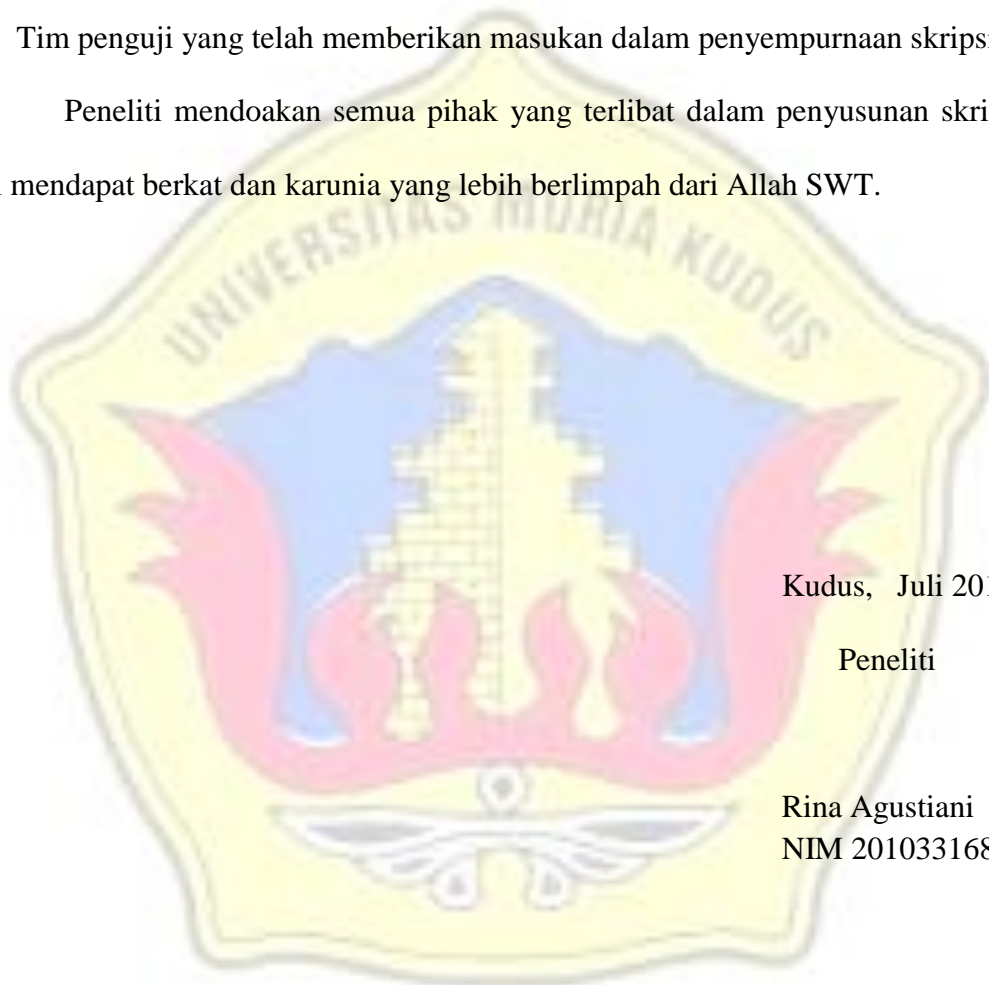 Tim penguji yang telah memberikan masukan dalam penyempurnaan skripsi
Peneliti mendoakan semua pihak yang terlibat dalam penyusunan skri
mendapat berkat dan karunia yang lebih berlimpah dari Allah SWT.
UNIVERSITAS MURIA KUDUS
Kudus, Juli 201
Peneliti
Rina Agustiani
NIM 201033168